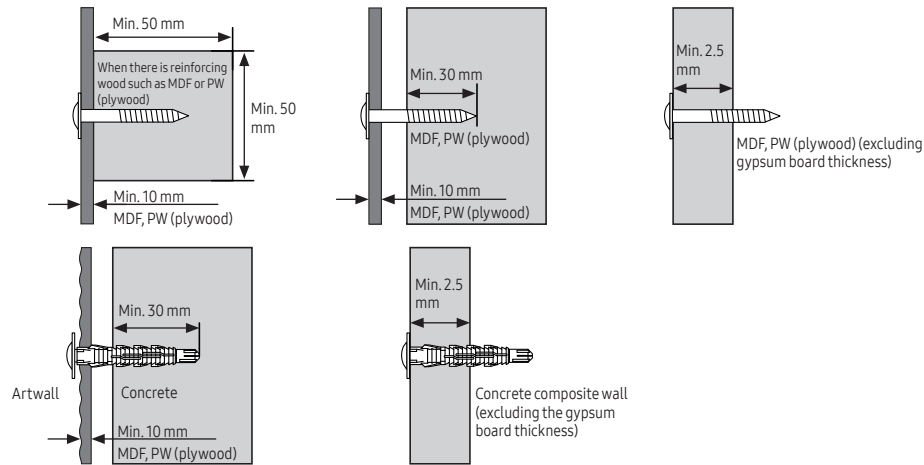 Min. 50 mm
When there is reinforcing
wood such as MDF or PW
(plywood)
Min. 50
mm
Min. 10 mm
MDF, PW (plywood)
Min. 30 mm
MDF, PW (plywood)
Min. 10 mm
MDF, PW (plywood)
Min. 2.5
mm
MDF, PW (plywood) (excluding
gypsum board thickness)
Min. 30 mm
Artwall
Concrete
Min. 10 mm
MDF, PW (plywood)
Min. 2.5
mm
Concrete composite wall
(excluding the gypsum
board thickness)